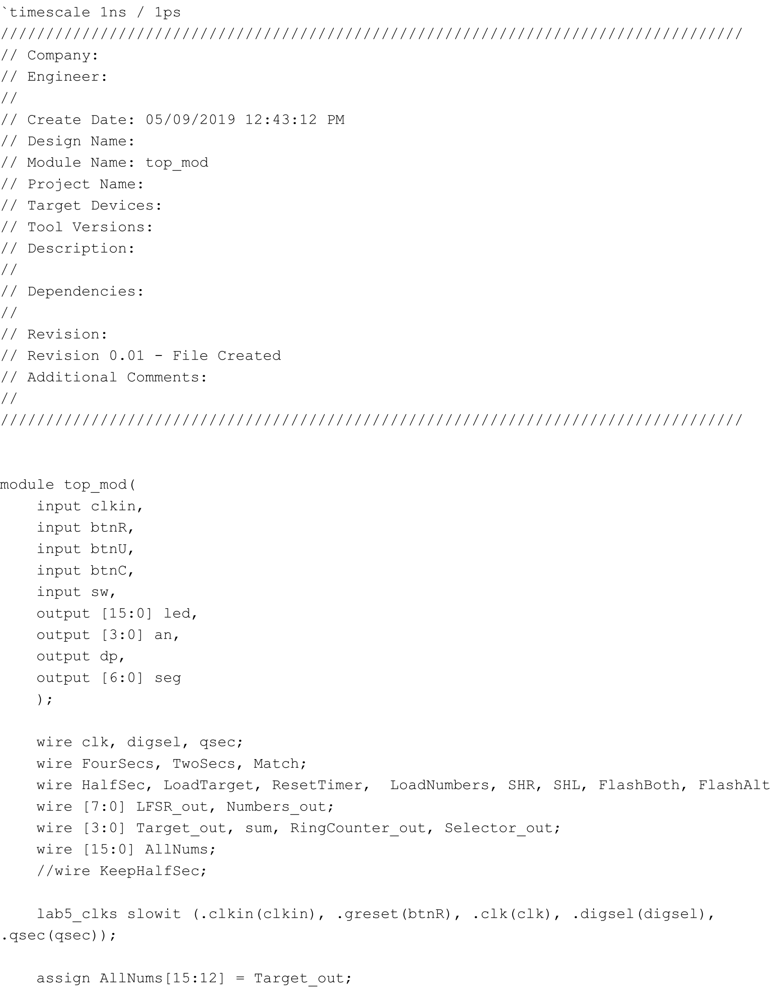 `timescale 1ns / 1ps
//////////////////////////////////////////////////////////////////////////////////
// Company:
// Engineer:
//
// Create Date: 05/09/2019 12:43:12 PM
// Design Name:
// Module Name: top_mod
// Project Name:
// Target Devices:
// Tool Versions:
// Description:
//
// Dependencies:
//
// Revision:
// Revision 0.01 - File Created
// Additional Comments:
//
//////////////////////////////////////////////////////////////////////////////////
module top_mod(
    input clkin,
    input btnR,
    input btnU,
    input btnC,
    input sw,
    output [15:0] led,
    output [3:0] an,
    output dp,
    output [6:0] seg
    );
    wire clk, digsel, qsec;
    wire FourSecs, TwoSecs, Match;
    wire HalfSec, LoadTarget, ResetTimer,  LoadNumbers, SHR, SHL, FlashBoth, FlashAlt
    wire [7:0] LFSR_out, Numbers_out;
    wire [3:0] Target_out, sum, RingCounter_out, Selector_out;
    wire [15:0] AllNums;
    //wire KeepHalfSec;
    lab5_clks slowit (.clkin(clkin), .greset(btnR), .clk(clk), .digsel(digsel),
.qsec(qsec));
    assign AllNums[15:12] = Target_out;